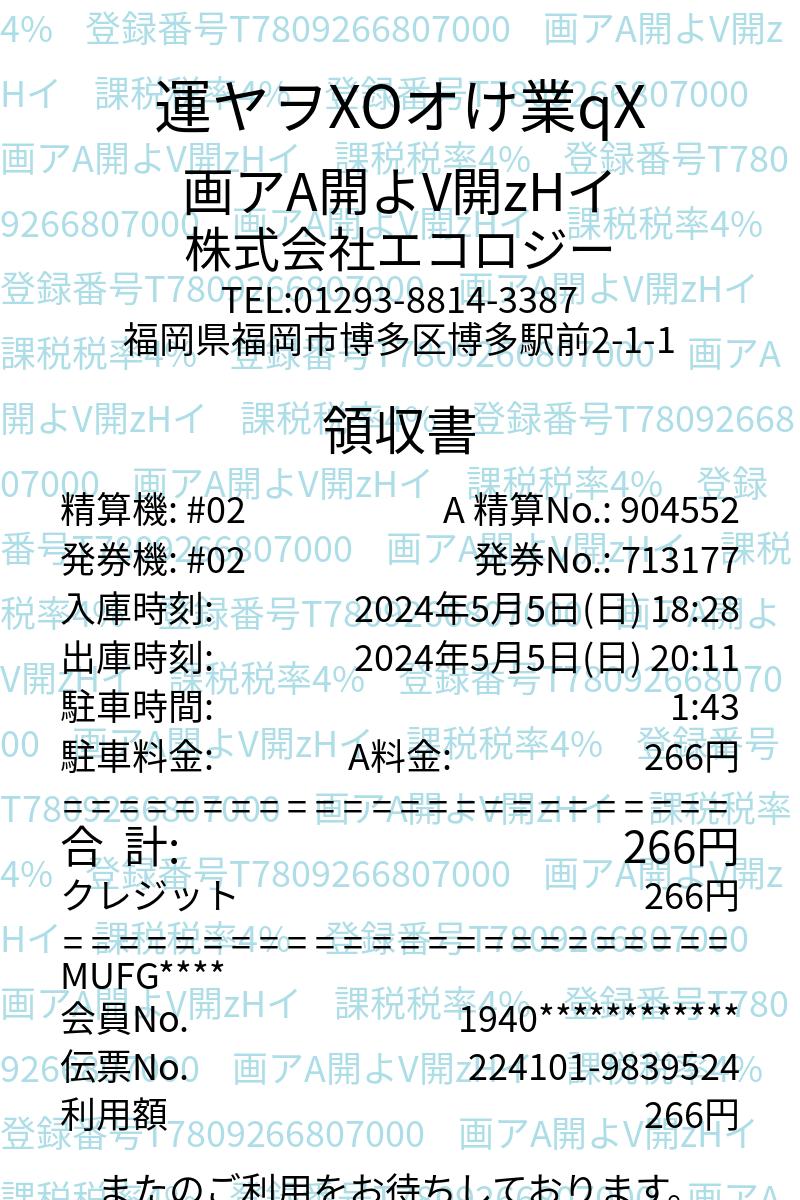 運ヤヲXOオけ業qX
画アA開よV開zHイ
株式会社エコロジー
TEL:01293-8814-3387
福岡県福岡市博多区博多駅前2-1-1
領収書
精算機: #02 A 精算No.: 904552
発券機: #02 発券No.: 713177
入庫時刻: 2024年5月5日(日) 18:28
出庫時刻: 2024年5月5日(日) 20:11
駐車時間: 1:43
駐車料金: A料金: 266円
========================
合 計: 266円
クレジット 266円
========================
MUFG****
会員No. 1940************
伝票No. 224101-9839524
利用額 266円
またのご利用をお待ちしております。
4% 登録番号T7809266807000 画アA開よV開z
Hイ 課税税率4% 登録番号T7809266807000
画アA開よV開zHイ 課税税率4% 登録番号T780
9266807000 画アA開よV開zHイ 課税税率4%
登録番号T7809266807000 画アA開よV開zHイ
課税税率4% 登録番号T7809266807000 画アA
開よV開zHイ 課税税率4% 登録番号T78092668
07000 画アA開よV開zHイ 課税税率4% 登録
番号T7809266807000 画アA開よV開zHイ 課税
税率4% 登録番号T7809266807000 画アA開よ
V開zHイ 課税税率4% 登録番号T78092668070
00 画アA開よV開zHイ 課税税率4% 登録番号
T7809266807000 画アA開よV開zHイ 課税税率
4% 登録番号T7809266807000 画アA開よV開z
Hイ 課税税率4% 登録番号T7809266807000
画アA開よV開zHイ 課税税率4% 登録番号T780
9266807000 画アA開よV開zHイ 課税税率4%
登録番号T7809266807000 画アA開よV開zHイ
課税税率4% 登録番号T7809266807000 画アA